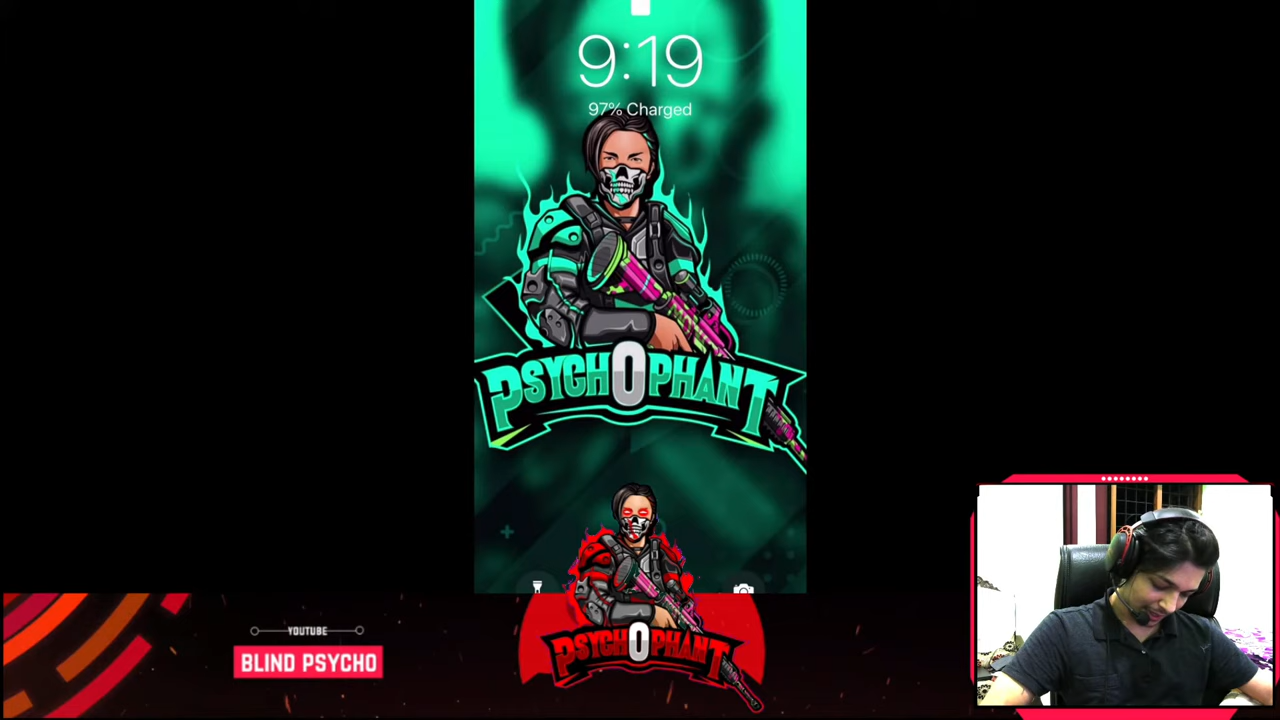 9:19
97% Charged
PSYCHOPHANT
YOUTUBE
BLIND PSYCHO
PSYCHOPHANT